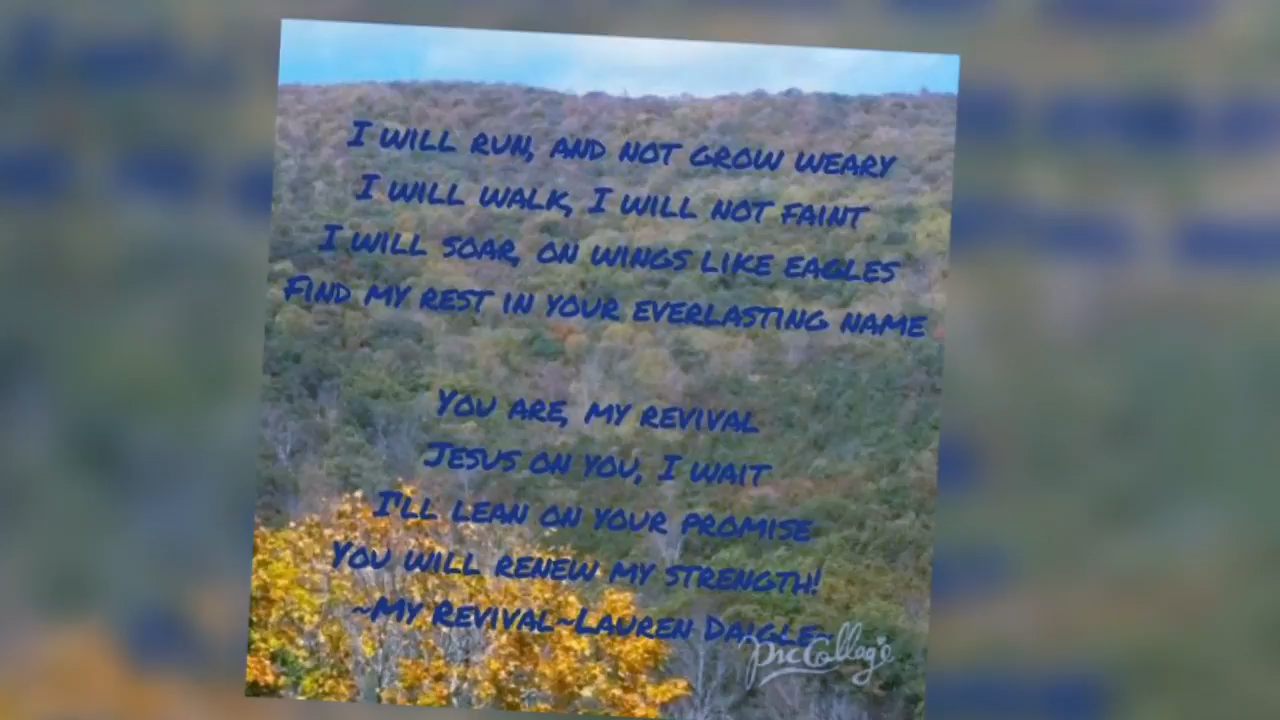 I will run, and not grow weary
I will walk, I will not faint
I will soar, on wings like eagles
Find my rest in your everlasting name
You are, my revival
Jesus on you, I wait
I'll lean on your promise
You will renew my strength!
~My Revival~Lauren Daigle~
PicCollage